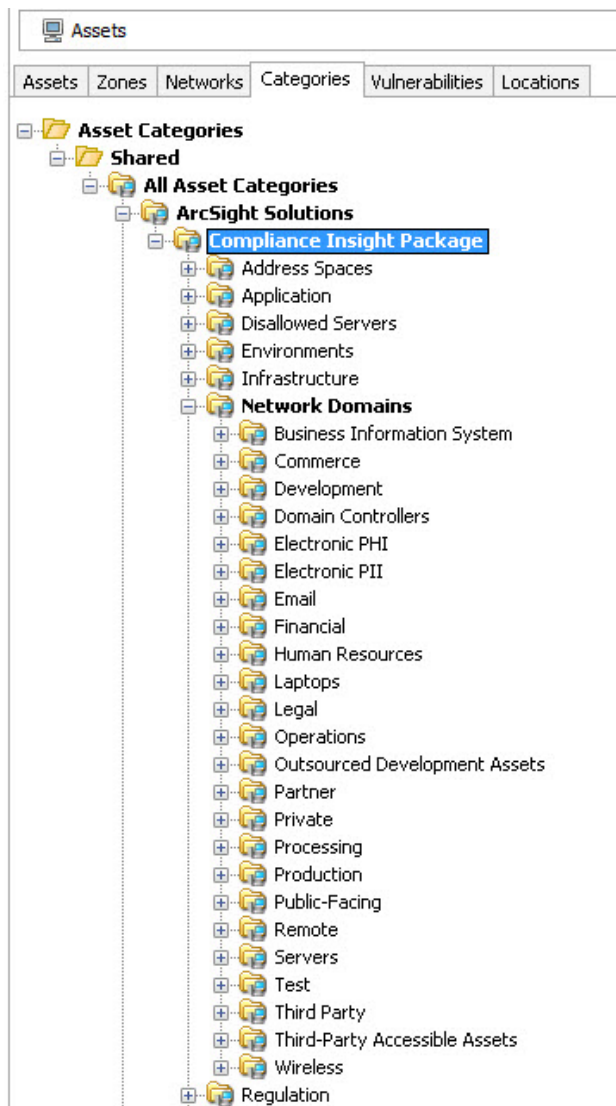 Assets
Assets Zones Networks Categories Vulnerabilities Locations
Asset Categories
Shared
All Asset Categories
ArcSight Solutions
Compliance Insight Package
Address Spaces
Application
Disallowed Servers
Environments
Infrastructure
Network Domains
Business Information System
Commerce
Development
Domain Controllers
Electronic PHI
Electronic PII
Email
Financial
Human Resources
Laptops
Legal
Operations
Outsourced Development Assets
Partner
Private
Processing
Production
Public-Facing
Remote
Servers
Test
Third Party
Third-Party Accessible Assets
Wireless
Regulation